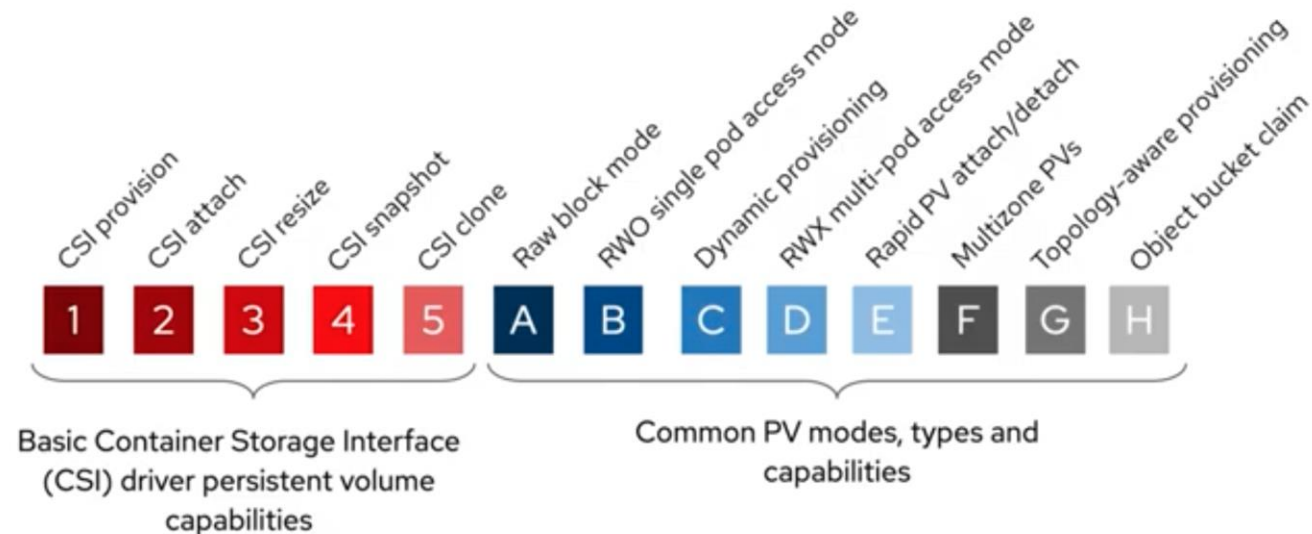 CSI provision
CSI attach
CSI resize
CSI snapshot
CSI clone
Raw block mode
RWO single pod access mode
Dynamic provisioning
RWX multi-pod access mode
Rapid PV attach/detach
Multizone PVs
Topology-aware provisioning
Object bucket claim
1 2 3 4 5 A B C D E F G H
Basic Container Storage Interface
(CSI) driver persistent volume
capabilities
Common PV modes, types and
capabilities